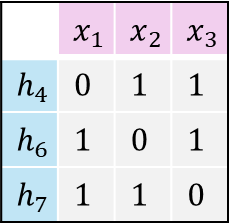 x₁ x₂ x₃
h₄ 0 1 1
h₆ 1 0 1
h₇ 1 1 0